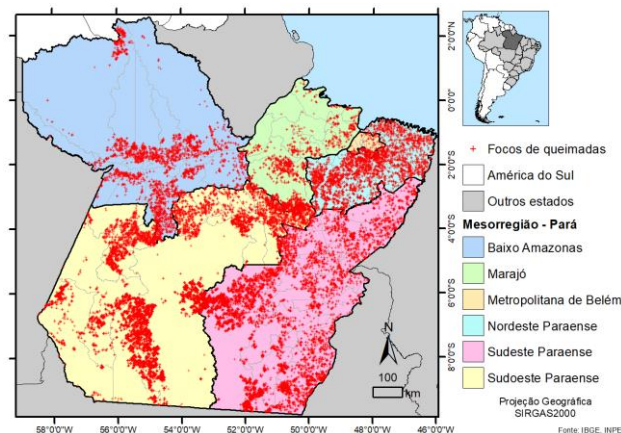 2°0'0"N
0°0'0"
2°0'0"S
4°0'0"S
6°0'0"S
8°0'0"S
N
100
km
58°0'0"W 56°0'0"W 54°0'0"W 52°0'0"W 50°0'0"W 48°0'0"W 46°0'0"W
Focos de queimadas
América do Sul
Outros estados
Mesorregião - Pará
Baixo Amazonas
Marajó
Metropolitana de Belém
Nordeste Paraense
Sudeste Paraense
Sudoeste Paraense
Projeção Geográfica
SIRGAS2000
Fonte: IBGE, INPE